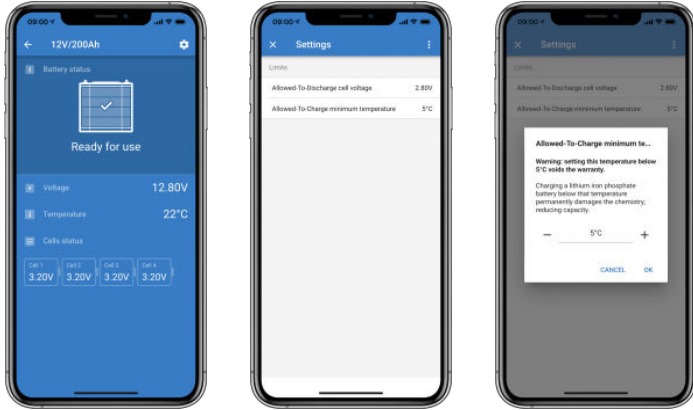 09:00
12V/200Ah
Battery status
Ready for use
Voltage 12.80V
Temperature 22°C
Cells status
Cell 1 Cell 2 Cell 3 Cell 4
3.20V 3.20V 3.20V 3.20V
09:00
Settings
Limits
Allowed-To-Discharge cell voltage 2.80V
Allowed-To-Charge minimum temperature 5°C
09:00
Settings
Limits
Allowed-To-Discharge cell voltage 2.80V
Allowed-To-Charge minimum temperature 5°C
Allowed-To-Charge minimum te...
Warning: setting this temperature below
5°C voids the warranty.
Charging a lithium iron phosphate
battery below that temperature
permanently damages the chemistry,
reducing capacity.
5°C
CANCEL OK